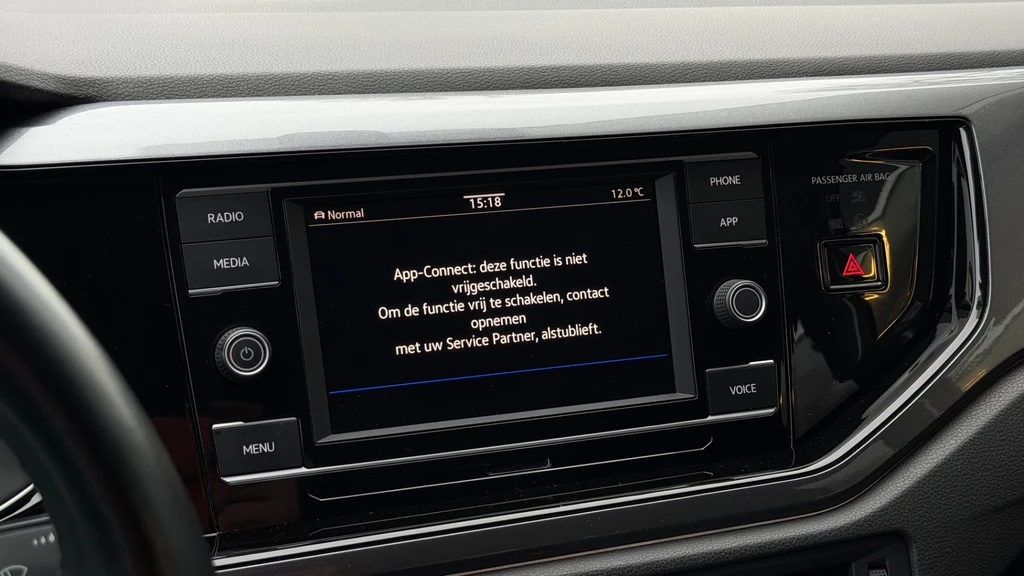 RADIO
MEDIA
MENU
Normal
15:18
12.0 °C
App-Connect: deze functie is niet
vrijgeschakeld.
Om de functie vrij te schakelen, contact
opnemen
met uw Service Partner, alstublieft.
PHONE
APP
VOICE
PASSENGER AIR BAG
OFF